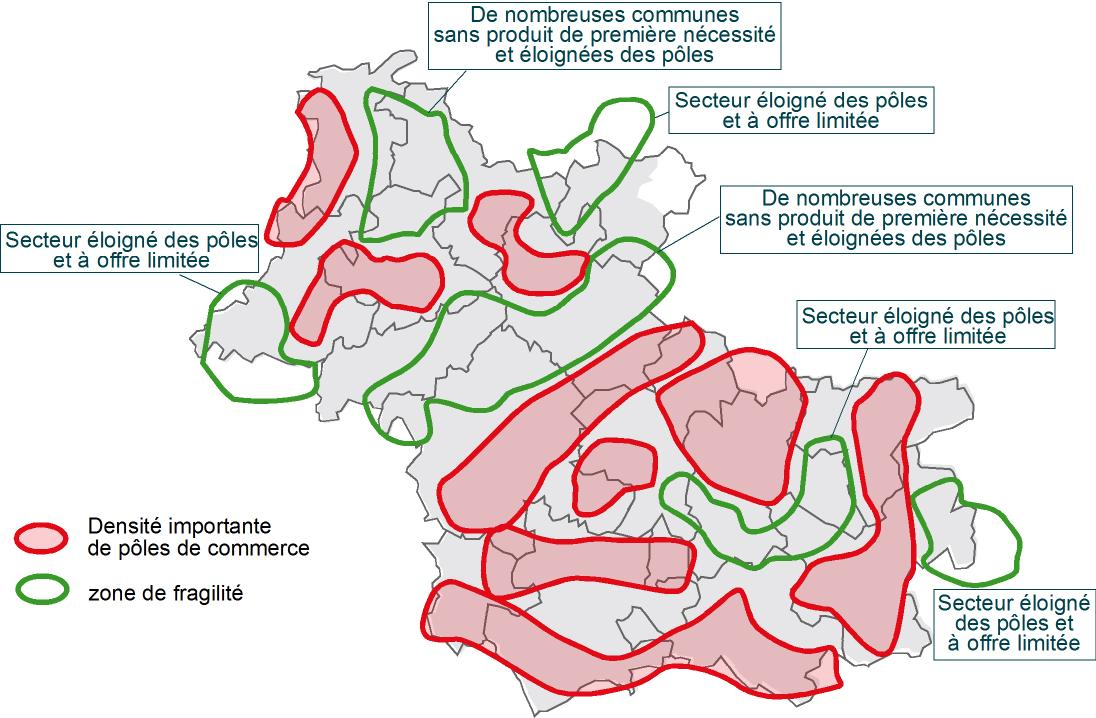 De nombreuses communes
sans produit de première nécessité
et éloignées des pôles
Secteur éloigné des pôles
et à offre limitée
De nombreuses communes
sans produit de première nécessité
et éloignées des pôles
Secteur éloigné des pôles
et à offre limitée
Secteur éloigné des pôles
et à offre limitée
Densité importante
de pôles de commerce
zone de fragilité
Secteur éloigné
des pôles et
à offre limitée